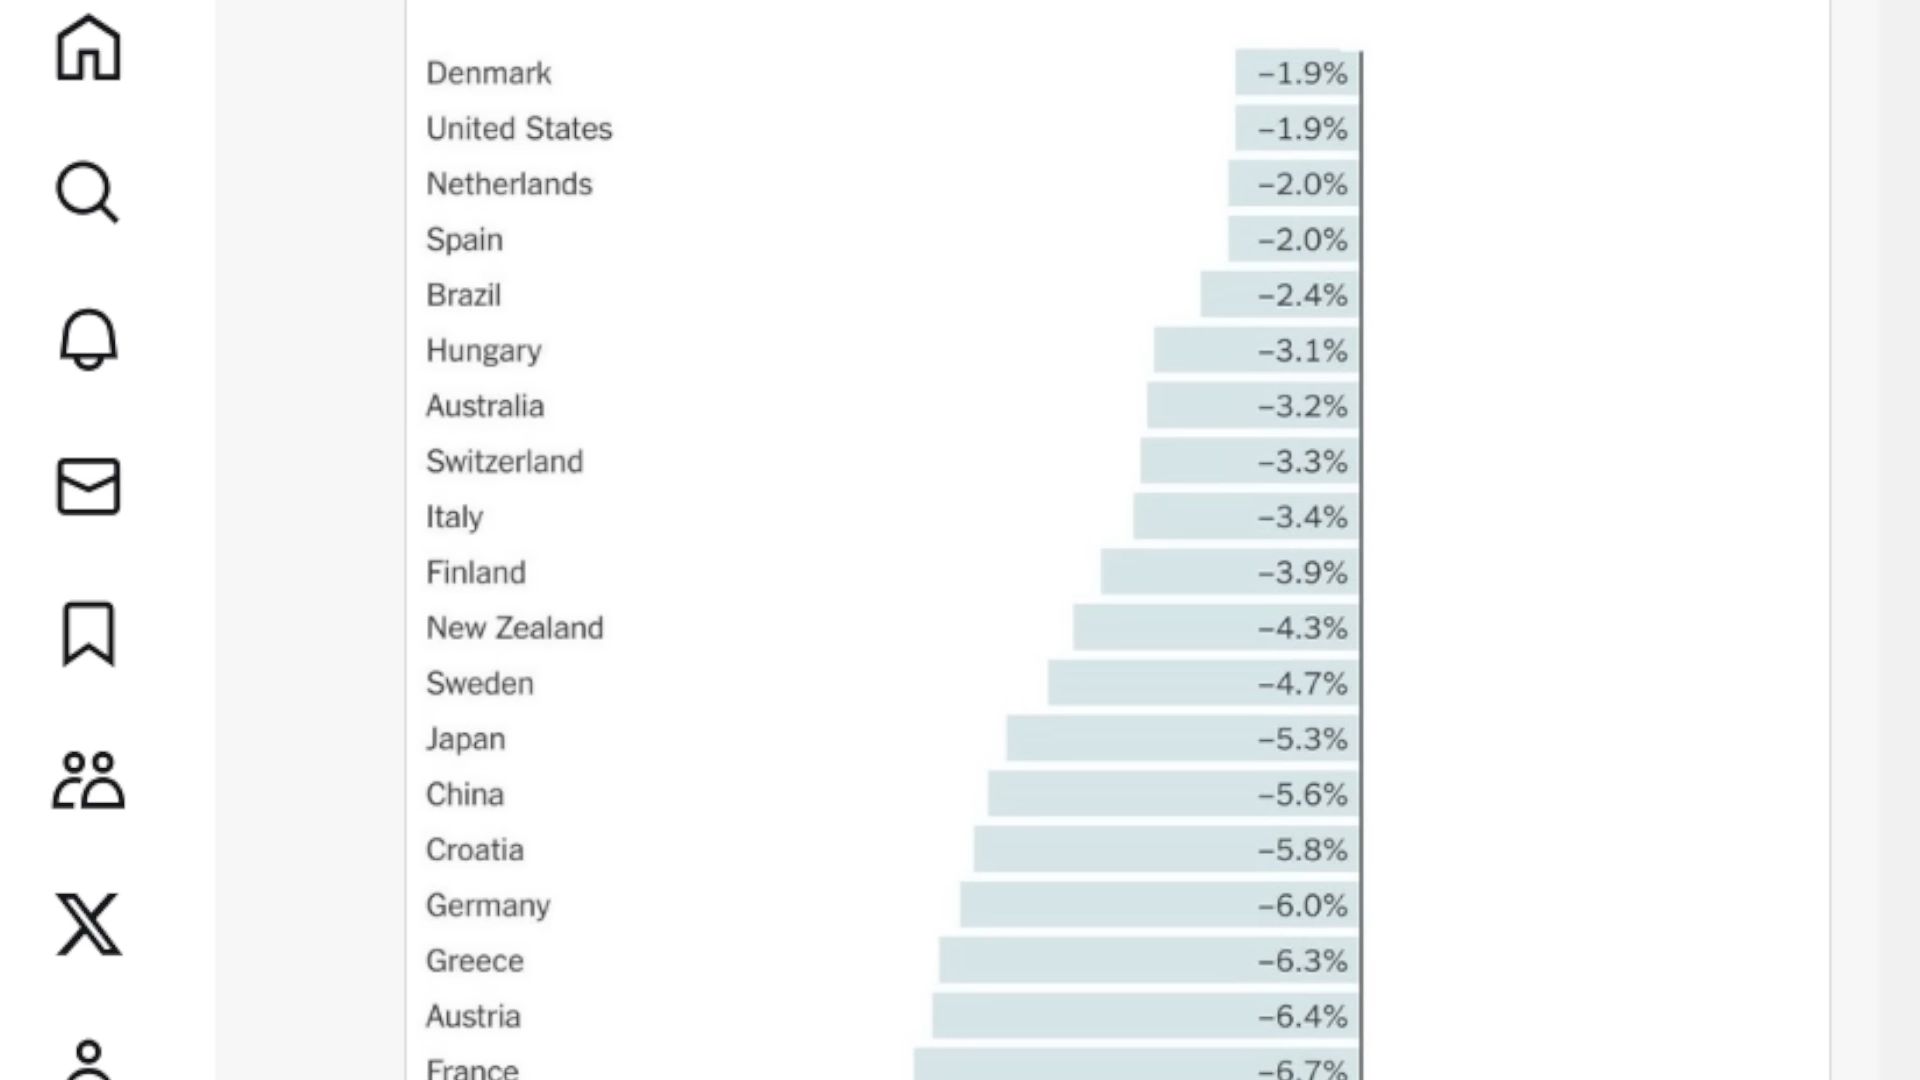 Denmark –1.9%
United States –1.9%
Netherlands –2.0%
Spain –2.0%
Brazil –2.4%
Hungary –3.1%
Australia –3.2%
Switzerland –3.3%
Italy –3.4%
Finland –3.9%
New Zealand –4.3%
Sweden –4.7%
Japan –5.3%
China –5.6%
Croatia –5.8%
Germany –6.0%
Greece –6.3%
Austria –6.4%
France –6.7%